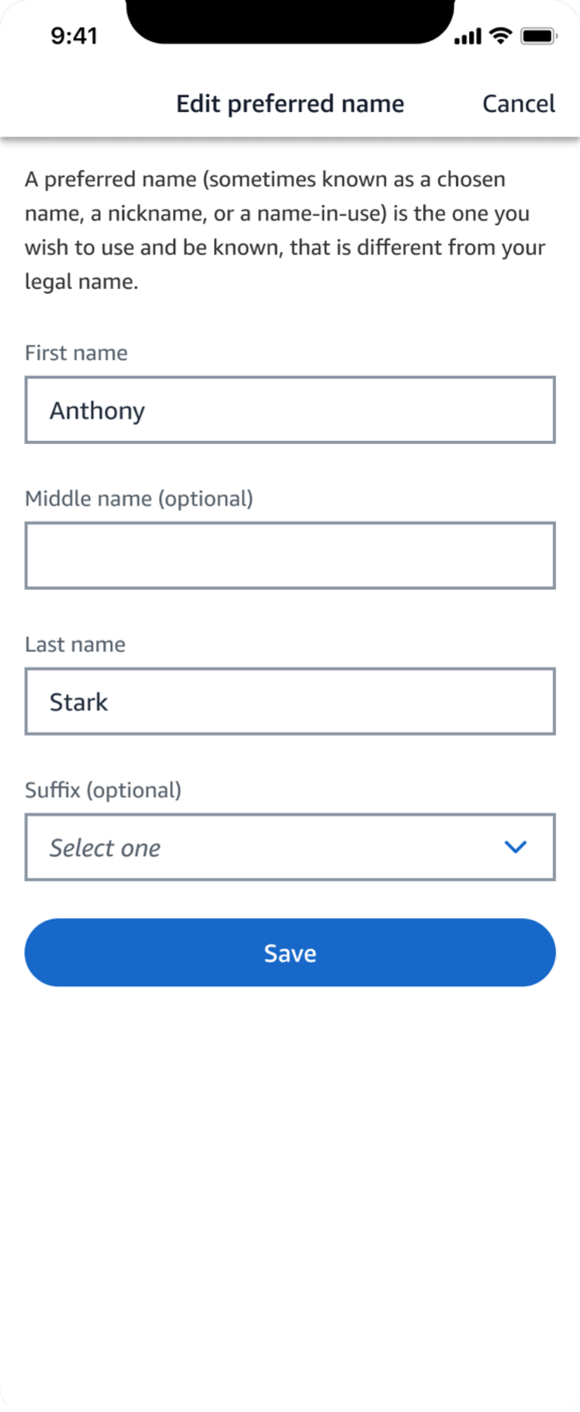 9:41
Edit preferred name
Cancel
A preferred name (sometimes known as a chosen
name, a nickname, or a name-in-use) is the one you
wish to use and be known, that is different from your
legal name.
First name
Anthony
Middle name (optional)
Last name
Stark
Suffix (optional)
Select one
Save